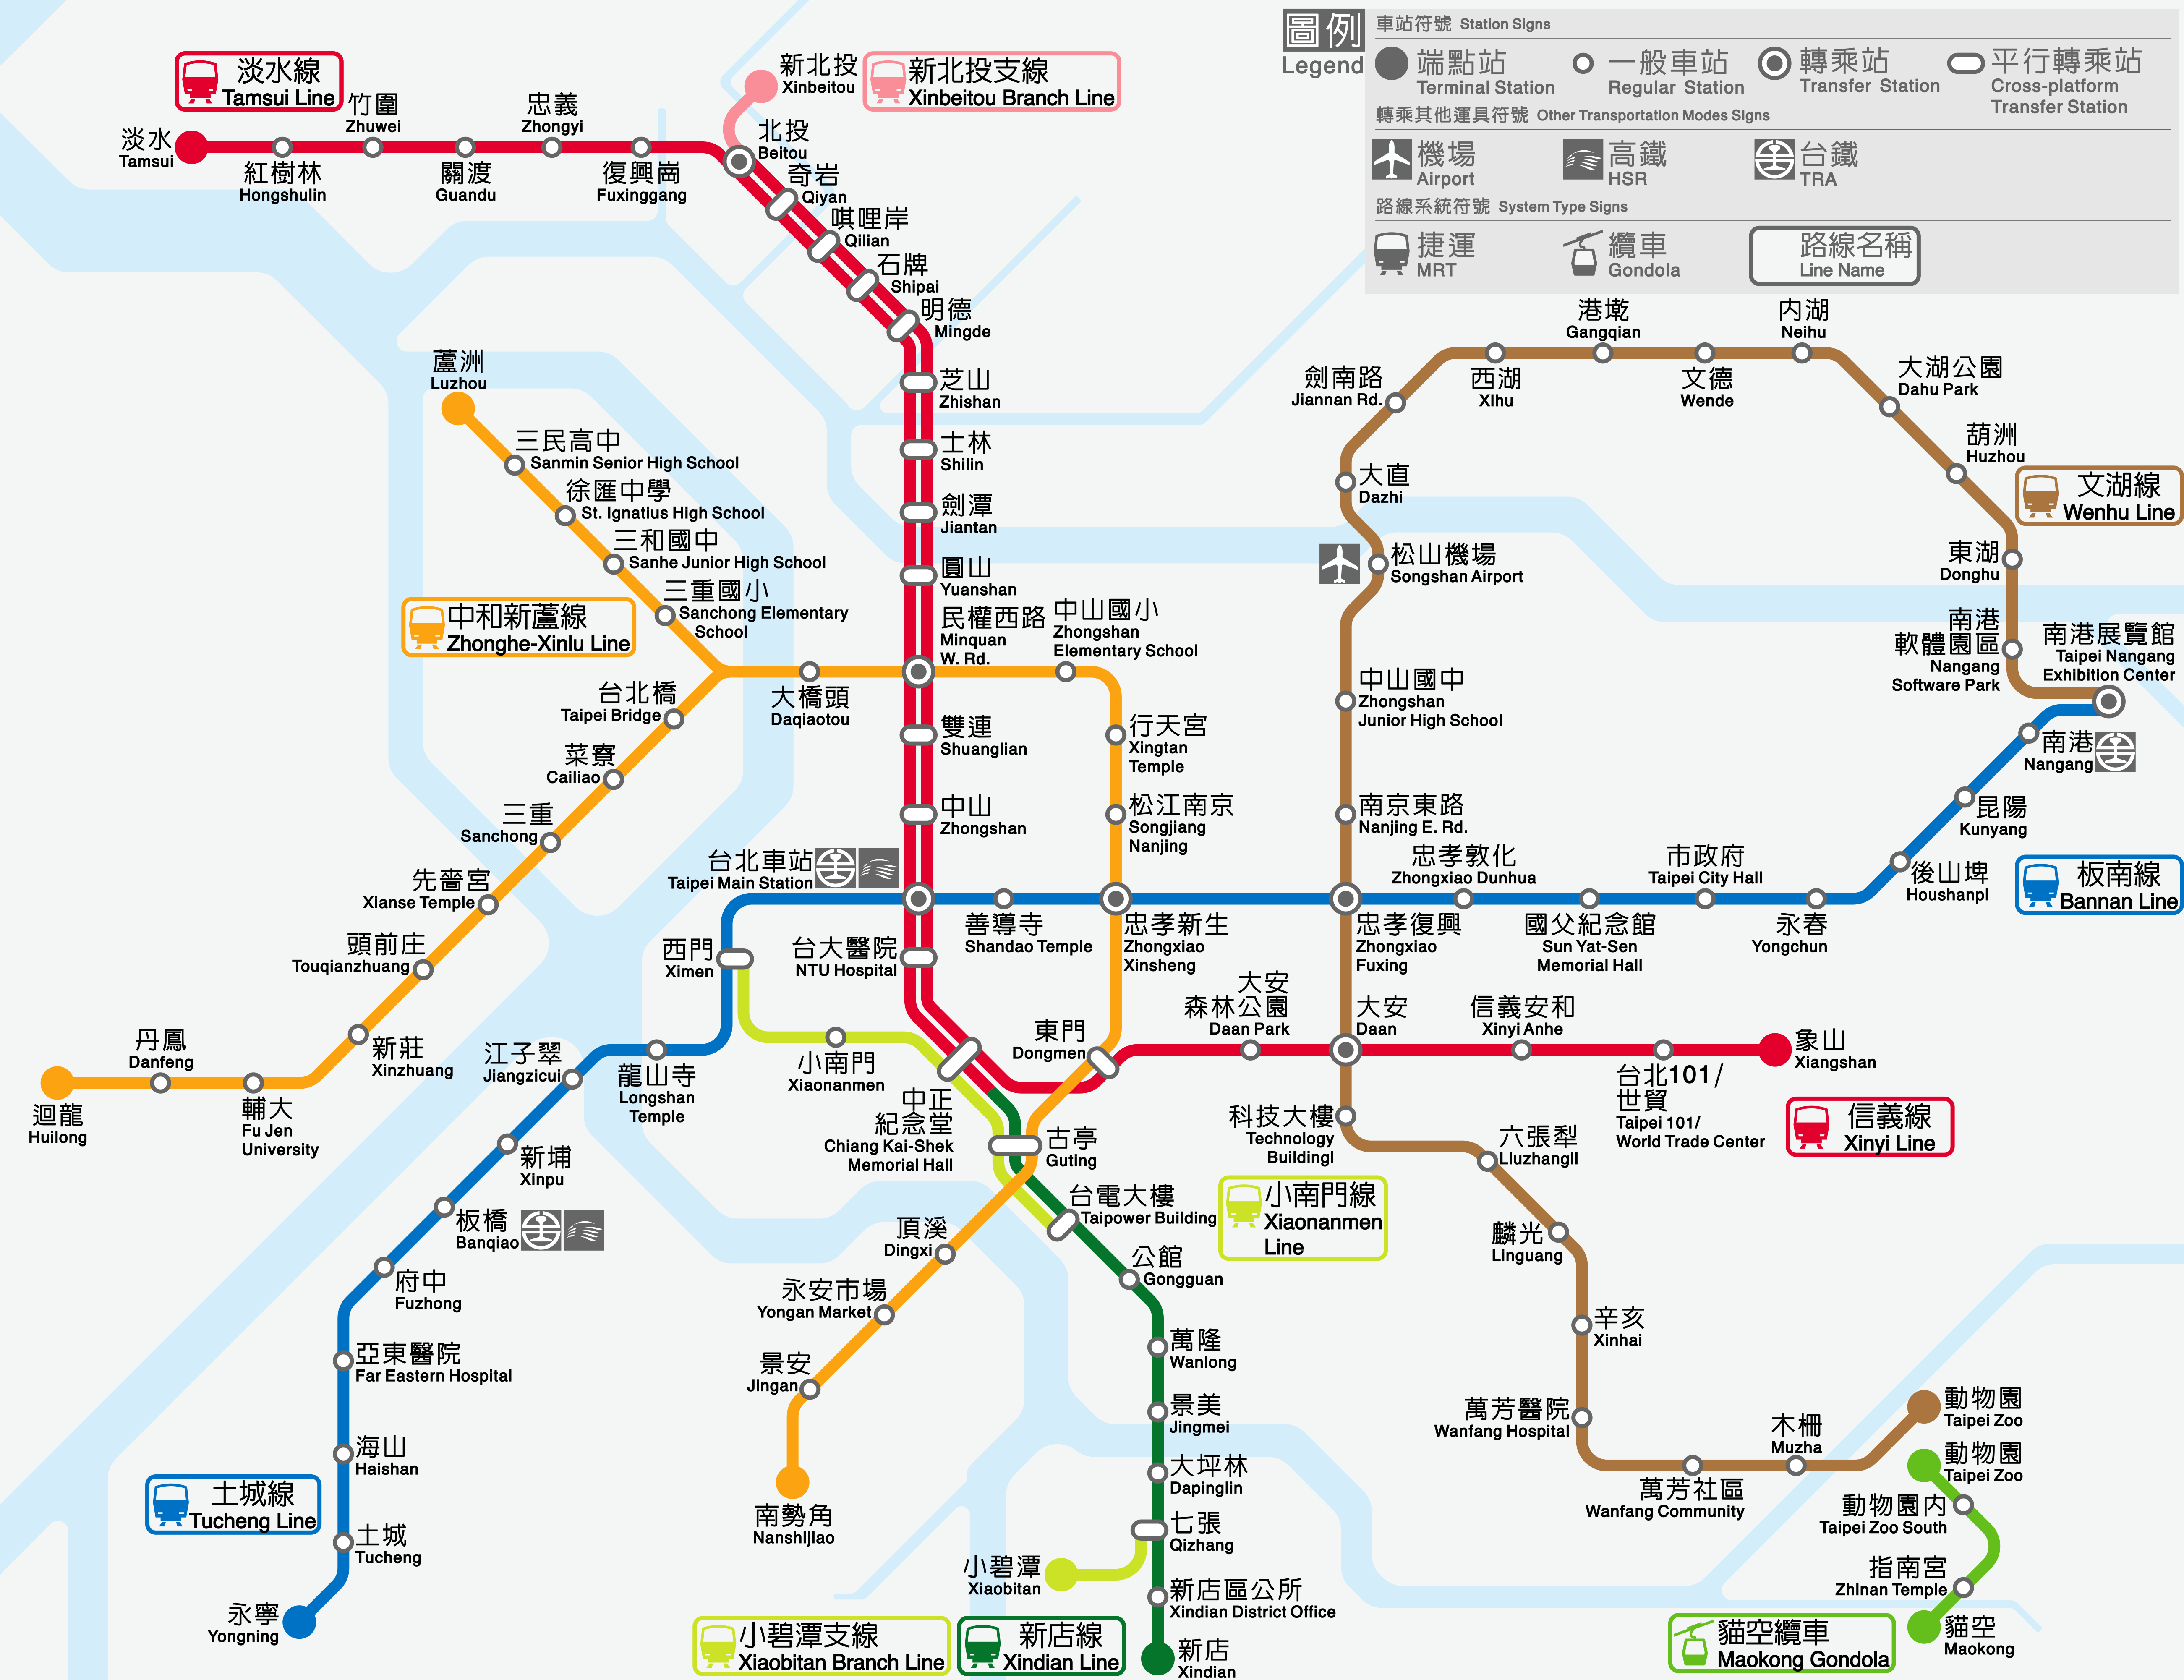 圖例
Legend
車站符號 Station Signs
端點站
Terminal Station
一般車站
Regular Station
轉乘站
Transfer Station
平行轉乘站
Cross-platform
Transfer Station
轉乘其他運具符號 Other Transportation Modes Signs
機場
Airport
高鐵
HSR
台鐵
TRA
路線系統符號 System Type Signs
捷運
MRT
纜車
Gondola
路線名稱
Line Name
淡水線
Tamsui Line
新北投
Xinbeitou
新北投支線
Xinbeitou Branch Line
淡水
Tamsui
紅樹林
Hongshulin
竹圍
Zhuwei
關渡
Guandu
忠義
Zhongyi
復興崗
Fuxinggang
北投
Beitou
奇岩
Qiyan
唭哩岸
Qilian
石牌
Shipai
明德
Mingde
芝山
Zhishan
士林
Shilin
劍潭
Jiantan
圓山
Yuanshan
民權西路
Minquan
W. Rd.
雙連
Shuanglian
中山
Zhongshan
台北車站
Taipei Main Station
台大醫院
NTU Hospital
中正
紀念堂
Chiang Kai-Shek
Memorial Hall
蘆洲
Luzhou
三民高中
Sanmin Senior High School
徐匯中學
St. Ignatius High School
三和國中
Sanhe Junior High School
三重國小
Sanchong Elementary
School
中和新蘆線
Zhonghe-Xinlu Line
大橋頭
Daqiaotou
台北橋
Taipei Bridge
菜寮
Cailiao
三重
Sanchong
先嗇宮
Xianse Temple
頭前庄
Touqianzhuang
新莊
Xinzhuang
輔大
Fu Jen
University
丹鳳
Danfeng
迴龍
Huilong
中山國小
Zhongshan
Elementary School
行天宮
Xingtan
Temple
松江南京
Songjiang
Nanjing
忠孝新生
Zhongxiao
Xinsheng
東門
Dongmen
古亭
Guting
頂溪
Dingxi
永安市場
Yongan Market
景安
Jingan
南勢角
Nanshijiao
劍南路
Jiannan Rd.
西湖
Xihu
港墘
Gangqian
文德
Wende
內湖
Neihu
大湖公園
Dahu Park
葫洲
Huzhou
文湖線
Wenhu Line
東湖
Donghu
南港
軟體園區
Nangang
Software Park
南港展覽館
Taipei Nangang
Exhibition Center
大直
Dazhi
松山機場
Songshan Airport
中山國中
Zhongshan
Junior High School
南京東路
Nanjing E. Rd.
忠孝復興
Zhongxiao
Fuxing
大安
Daan
科技大樓
Technology
Buildingl
六張犁
Liuzhangli
麟光
Linguang
辛亥
Xinhai
萬芳醫院
Wanfang Hospital
萬芳社區
Wanfang Community
木柵
Muzha
動物園
Taipei Zoo
動物園
Taipei Zoo
動物園內
Taipei Zoo South
指南宮
Zhinan Temple
貓空
Maokong
貓空纜車
Maokong Gondola
南港
Nangang
昆陽
Kunyang
後山埤
Houshanpi
板南線
Bannan Line
永春
Yongchun
市政府
Taipei City Hall
國父紀念館
Sun Yat-Sen
Memorial Hall
忠孝敦化
Zhongxiao Dunhua
善導寺
Shandao Temple
西門
Ximen
龍山寺
Longshan
Temple
江子翠
Jiangzicui
新埔
Xinpu
板橋
Banqiao
府中
Fuzhong
亞東醫院
Far Eastern Hospital
海山
Haishan
土城線
Tucheng Line
土城
Tucheng
永寧
Yongning
小南門
Xiaonanmen
小南門線
Xiaonanmen
Line
大安
森林公園
Daan Park
信義安和
Xinyi Anhe
台北101/
世貿
Taipei 101/
World Trade Center
象山
Xiangshan
信義線
Xinyi Line
台電大樓
Taipower Building
公館
Gongguan
萬隆
Wanlong
景美
Jingmei
大坪林
Dapinglin
七張
Qizhang
小碧潭
Xiaobitan
新店區公所
Xindian District Office
新店
Xindian
小碧潭支線
Xiaobitan Branch Line
新店線
Xindian Line